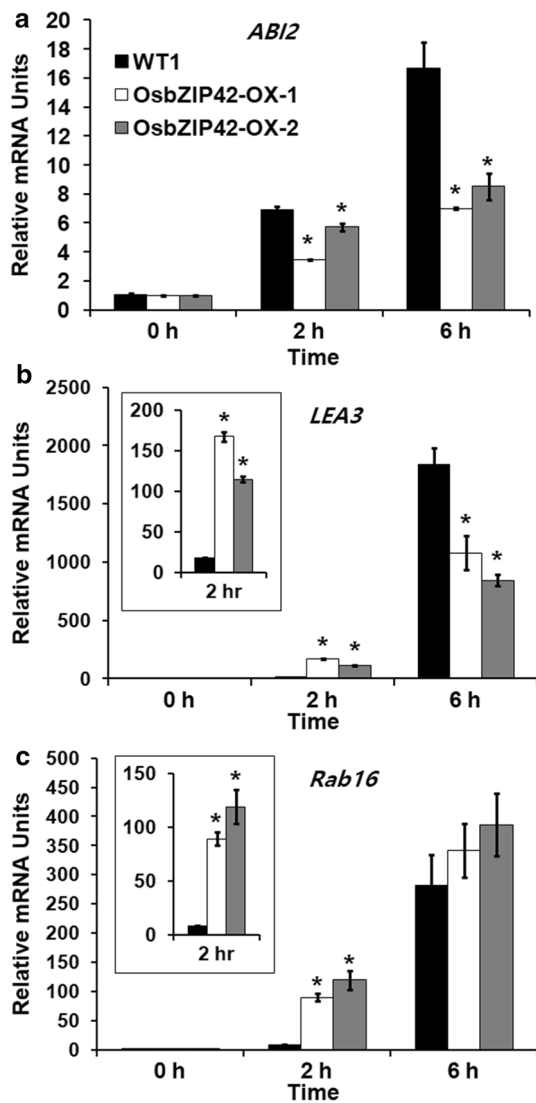 a
ABI2
20
18
16
14
12
10
8
6
4
2
0
Relative mRNA Units
WT1
OsbZIP42-OX-1
OsbZIP42-OX-2
* * * *
0 h 2 h 6 h
Time
b
LEA3
2500
2000
1500
1000
500
0
Relative mRNA Units
200
150
100
50
0
* *
2 hr
* * * *
0 h 2 h 6 h
Time
c
Rab16
500
450
400
350
300
250
200
150
100
50
0
Relative mRNA Units
150
100
50
0
* *
2 hr
* *
0 h 2 h 6 h
Time